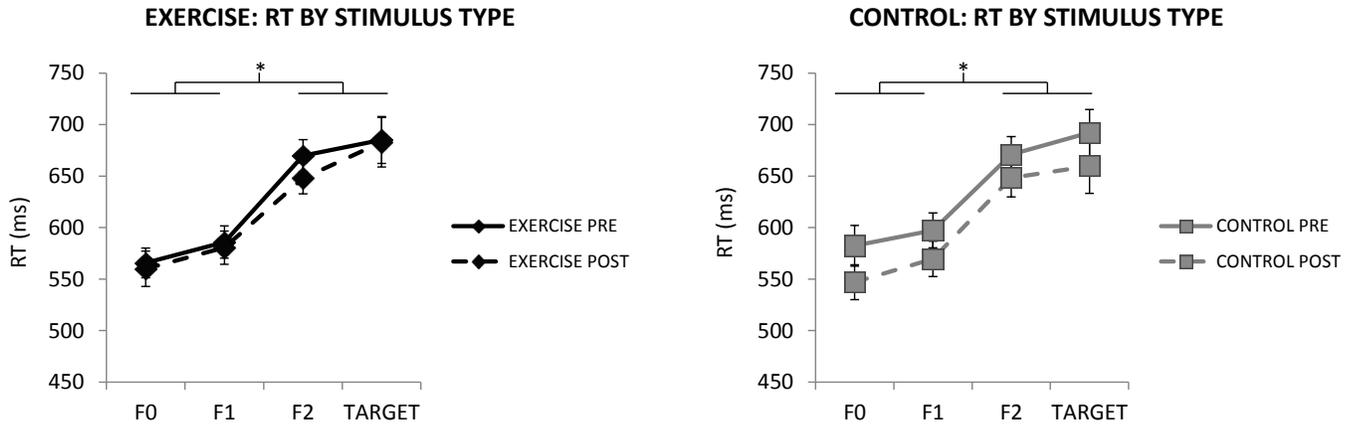 EXERCISE: RT BY STIMULUS TYPE
750
700
650
600
550
500
450
RT (ms)
*
F0 F1 F2 TARGET
EXERCISE PRE
EXERCISE POST
CONTROL: RT BY STIMULUS TYPE
750
700
650
600
550
500
450
RT (ms)
*
F0 F1 F2 TARGET
CONTROL PRE
CONTROL POST